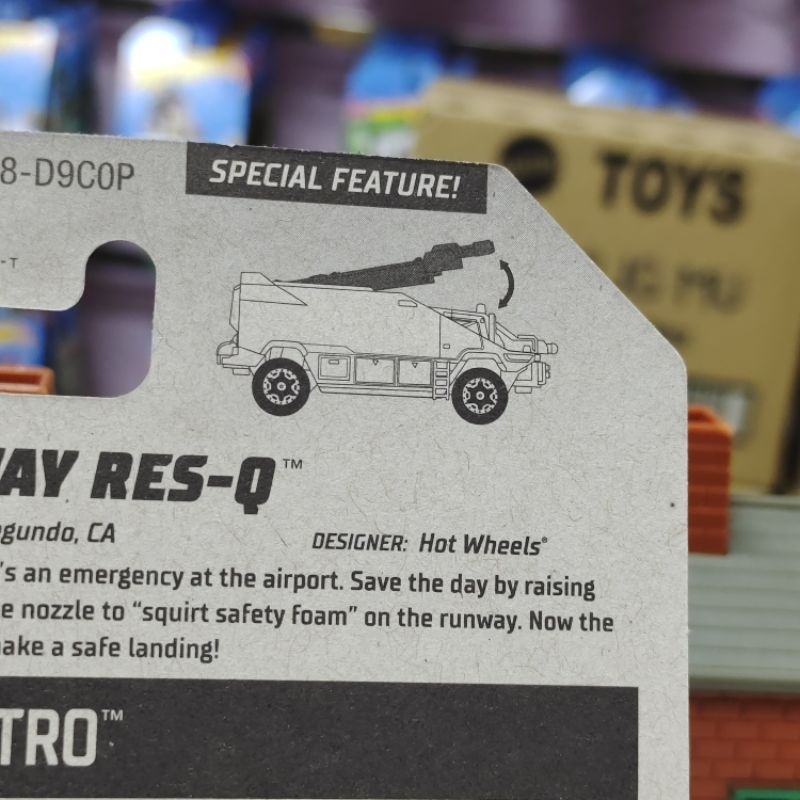 8-D9C0P
SPECIAL FEATURE!
-T
TOYS
AY RES-Q™
gundo, CA
DESIGNER: Hot Wheels®
's an emergency at the airport. Save the day by raising
e nozzle to “squirt safety foam” on the runway. Now the
ake a safe landing!
TRO™